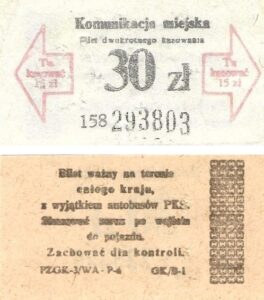 Komunikacja miejska
Bilet dwukrotnego kasowania
Tu kasować 15 zł
30 zł
Tu kasować 15 zł
158 293803
Bilet ważny na terenie
całego kraju,
z wyjątkiem autobusów PKS.
Skasować zaraz po wejściu
do pojazdu.
Zachować dla kontroli.
PZGK-3/WA-P-6 GK/B-1